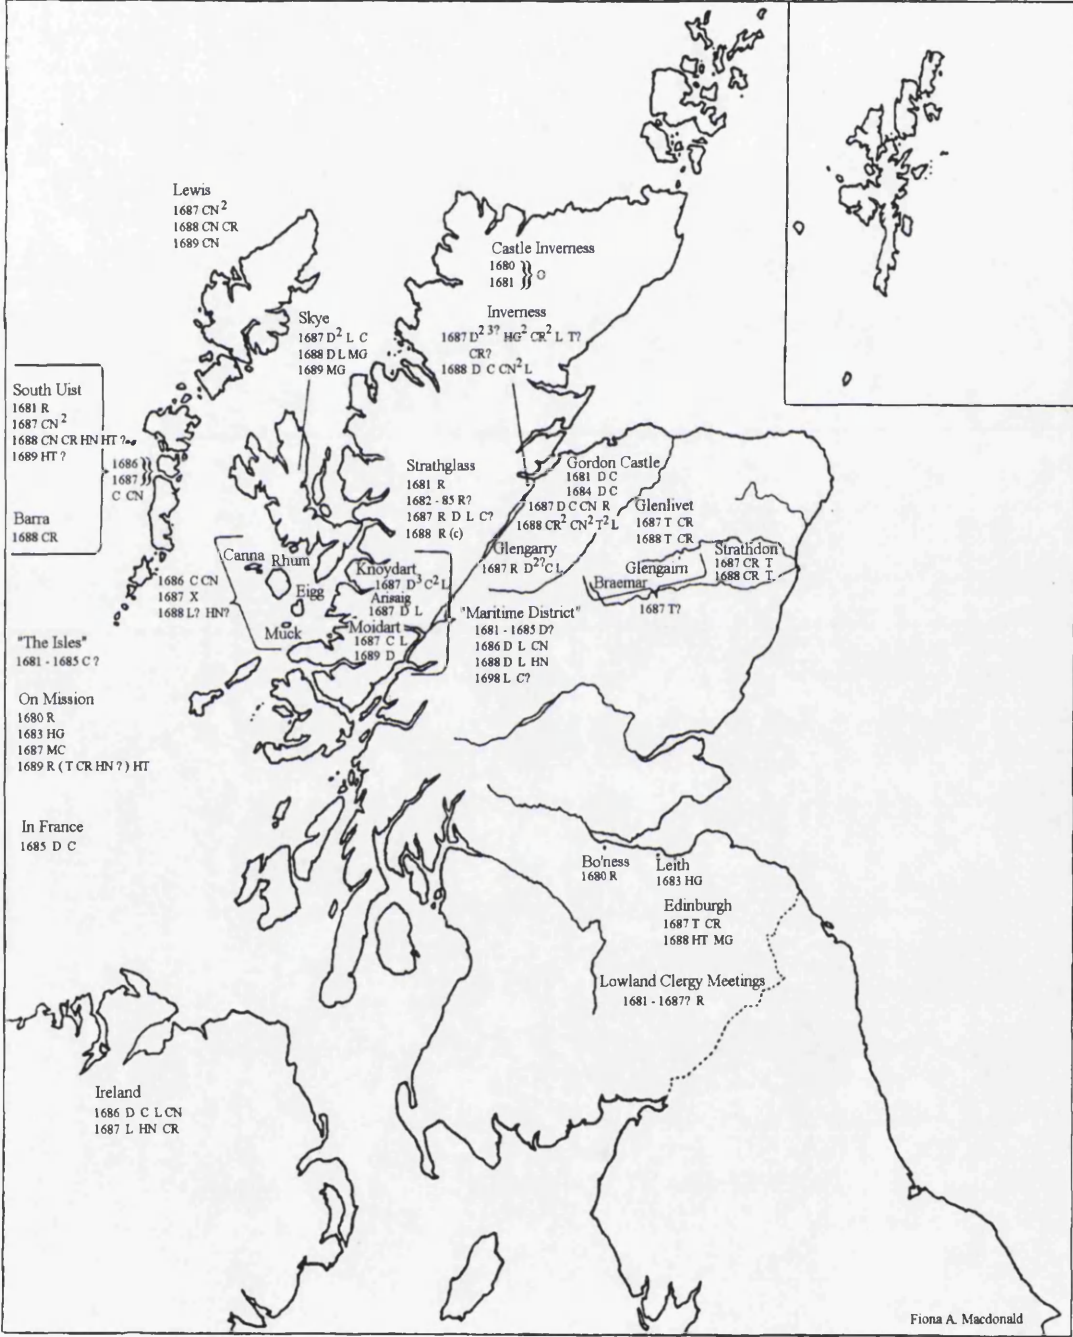 Lewis
1687 CN²
1688 CN CR
1689 CN
Castle Inverness
1680
1681
Skye
1687 D² L C
1688 D L MG
1689 MG
Inverness
1687 D² ³? HG² CR² L T?
CR?
1688 D C CN² L
South Uist
1681 R
1687 CN²
1688 CN CR HN HT ?
1689 HT ?
1686
1687
C CN
Barra
1688 CR
Strathglass
1681 R
1682 - 85 R?
1687 R D L C?
1688 R (c)
Gordon Castle
1681 D C
1684 D C
1687 D C CN R
1688 CR² CN² T² L
Glenlivet
1687 T CR
1688 T CR
Glengarry
1687 R D²? C L
Strathdon
1687 CR T
1688 CR T
Glengairn
Braemar
1687 T?
Canna
Rhum
Eigg
Muck
1686 C CN
1687 X
1688 L? HN?
Knoydart
1687 D³ C² L
Arisaig
1687 D L
Moidart
1687 C L
1689 D
"Maritime District"
1681 - 1685 D?
1686 D L CN
1688 D L HN
1698 L C?
"The Isles"
1681 - 1685 C ?
On Mission
1680 R
1683 HG
1687 MC
1689 R ( T CR HN ? ) HT
In France
1685 D C
Bo'ness
1680 R
Leith
1683 HG
Edinburgh
1687 T CR
1688 HT MG
Lowland Clergy Meetings
1681 - 1687? R
Ireland
1686 D C L CN
1687 L HN CR
Fiona A. Macdonald